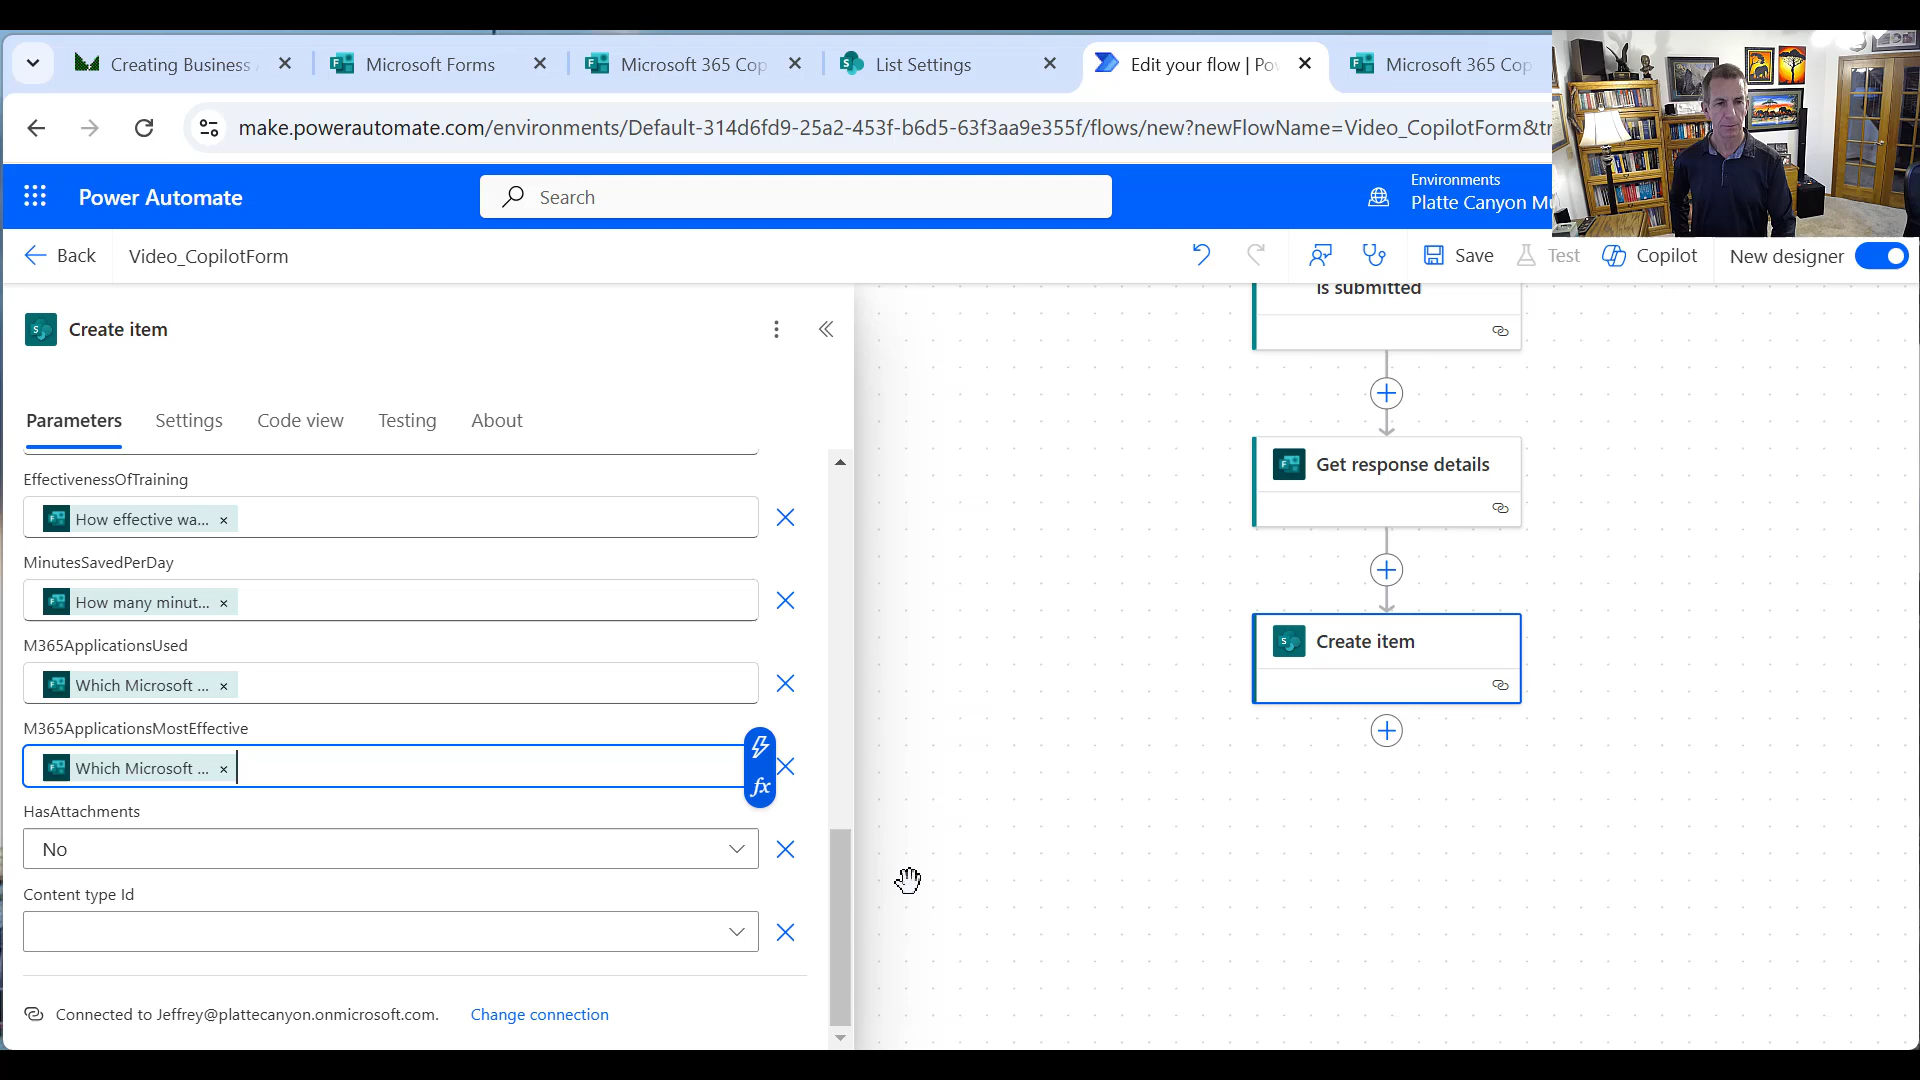 Creating Business
Microsoft Forms
Microsoft 365 Cop
List Settings
Edit your flow | Po
Microsoft 365 Cop
make.powerautomate.com/environments/Default-314d6fd9-25a2-453f-b6d5-63f3aa9e355f/flows/new?newFlowName=Video_CopilotForm&tr
Power Automate
Search
Environments
Platte Canyon Mu
Back
Video_CopilotForm
Save
Test
Copilot
New designer
Create item
Parameters
Settings
Code view
Testing
About
EffectivenessOfTraining
How effective wa...
MinutesSavedPerDay
How many minut...
M365ApplicationsUsed
Which Microsoft ...
M365ApplicationsMostEffective
Which Microsoft ...
fx
HasAttachments
No
Content type Id
Connected to Jeffrey@plattecanyon.onmicrosoft.com.
Change connection
is submitted
Get response details
Create item